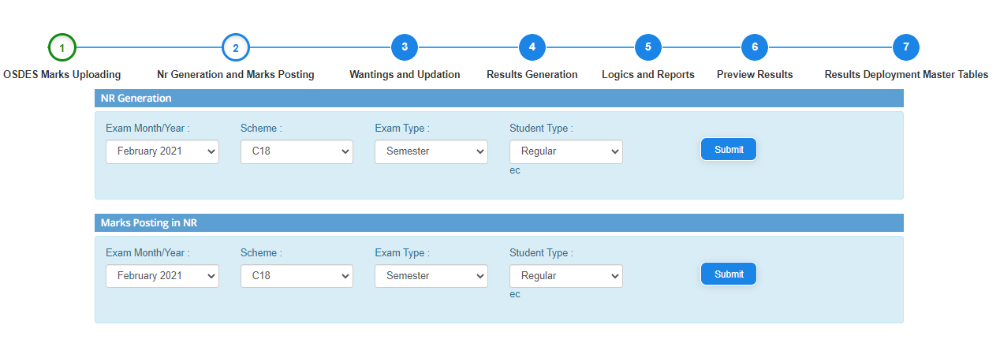 1 2 3 4 5 6 7
OSDES Marks Uploading Nr Generation and Marks Posting Wantings and Updation Results Generation Logics and Reports Preview Results Results Deployment Master Tables
NR Generation
Exam Month/Year : Scheme : Exam Type : Student Type :
February 2021 C18 Semester Regular Submit
ec
Marks Posting in NR
Exam Month/Year : Scheme : Exam Type : Student Type :
February 2021 C18 Semester Regular Submit
ec